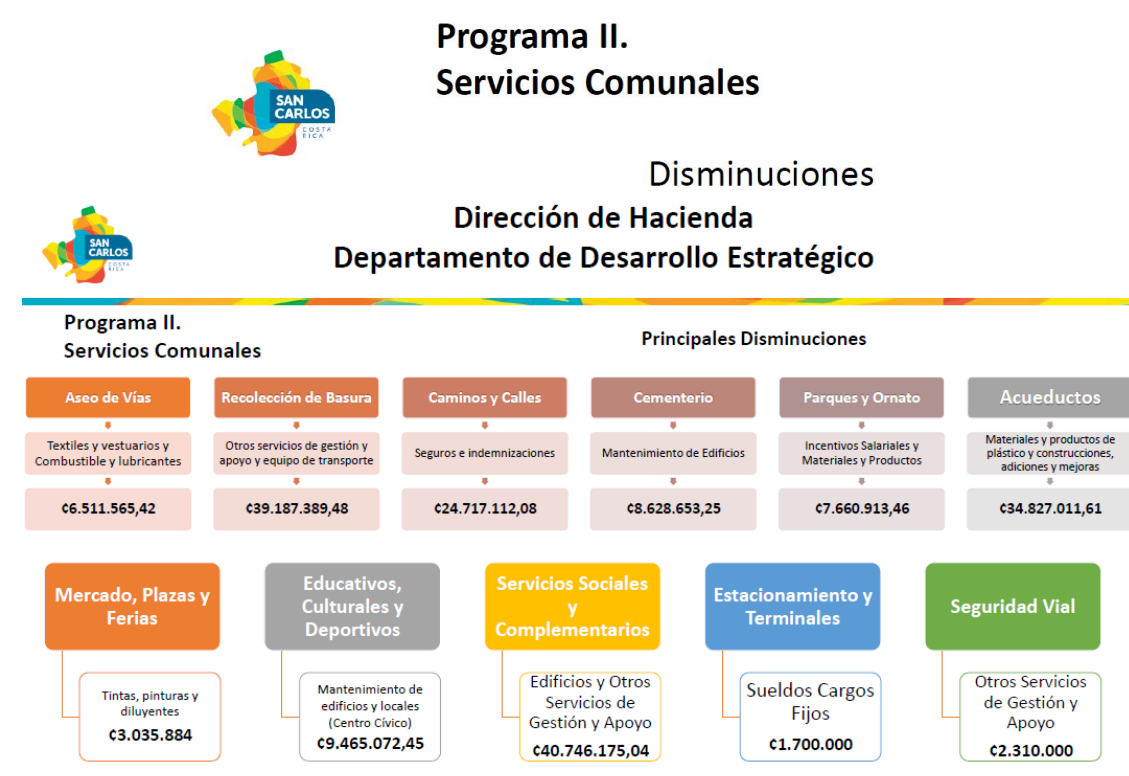 Programa II.
Servicios Comunales
SAN
CARLOS
COSTA
RICA
Disminuciones
Dirección de Hacienda
Departamento de Desarrollo Estratégico
SAN
CARLOS
COSTA
RICA
Programa II.
Servicios Comunales
Principales Disminuciones
Aseo de Vías
Textiles y vestuarios y
Combustible y lubricantes
¢6.511.565,42
Recolección de Basura
Otros servicios de gestión y
apoyo y equipo de transporte
¢39.187.389,48
Caminos y Calles
Seguros e indemnizaciones
¢24.717.112,08
Cementerio
Mantenimiento de Edificios
¢8.628.653,25
Parques y Ornato
Incentivos Salariales y
Materiales y Productos
¢7.660.913,46
Acueductos
Materiales y productos de
plástico y construcciones,
adiciones y mejoras
¢34.827.011,61
Mercado, Plazas y
Ferias
Tintas, pinturas y
diluyentes
¢3.035.884
Educativos,
Culturales y
Deportivos
Mantenimiento de
edificios y locales
(Centro Cívico)
¢9.465.072,45
Servicios Sociales
y
Complementarios
Edificios y Otros
Servicios de
Gestión y Apoyo
¢40.746.175,04
Estacionamiento y
Terminales
Sueldos Cargos
Fijos
¢1.700.000
Seguridad Vial
Otros Servicios
de Gestión y
Apoyo
¢2.310.000